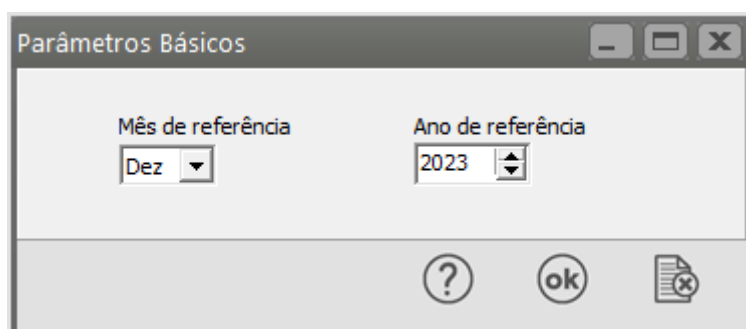 Parâmetros Básicos
Mês de referência
Ano de referência
Dez
2023
?
ok